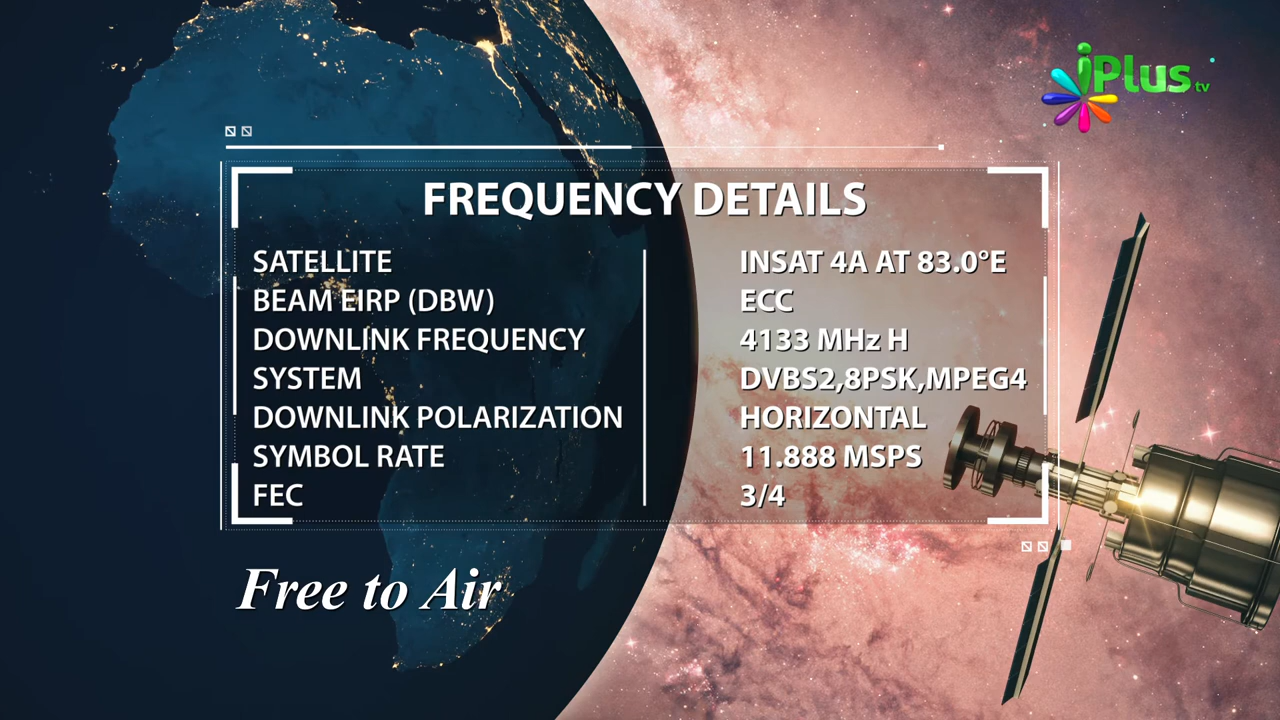 iPlus tv
FREQUENCY DETAILS
SATELLITE INSAT 4A AT 83.0°E
BEAM EIRP (DBW) ECC
DOWNLINK FREQUENCY 4133 MHz H
SYSTEM DVBS2,8PSK,MPEG4
DOWNLINK POLARIZATION HORIZONTAL
SYMBOL RATE 11.888 MSPS
FEC 3/4
Free to Air